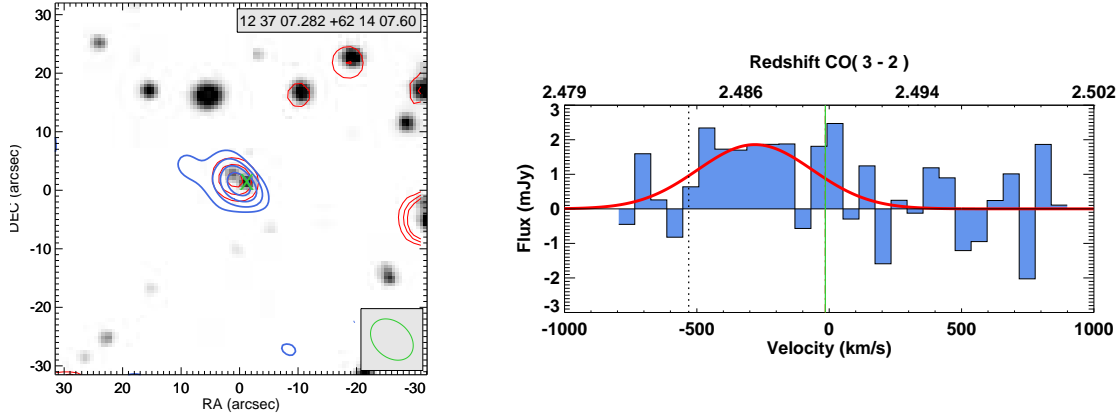 12 37 07.282 +62 14 07.60
30
20
10
0
-10
-20
-30
DEC (arcsec)
30 20 10 0 -10 -20 -30
RA (arcsec)
Redshift CO( 3 - 2 )
2.479 2.486 2.494 2.502
3
2
1
0
-1
-2
-3
Flux (mJy)
-1000 -500 0 500 1000
Velocity (km/s)